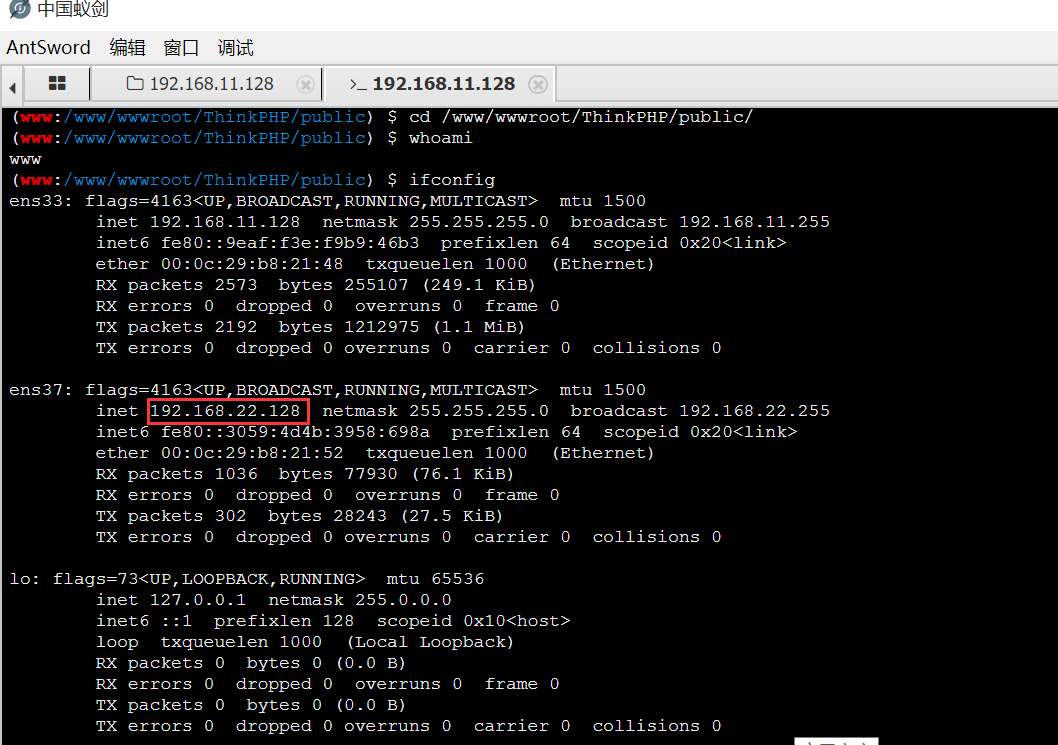 中国蚁剑
AntSword 编辑 窗口 调试
192.168.11.128 >_ 192.168.11.128
(www:/www/wwwroot/ThinkPHP/public) $ cd /www/wwwroot/ThinkPHP/public/
(www:/www/wwwroot/ThinkPHP/public) $ whoami
www
(www:/www/wwwroot/ThinkPHP/public) $ ifconfig
ens33: flags=4163<UP,BROADCAST,RUNNING,MULTICAST>  mtu 1500
        inet 192.168.11.128  netmask 255.255.255.0  broadcast 192.168.11.255
        inet6 fe80::9eaf:f3e:f9b9:46b3  prefixlen 64  scopeid 0x20<link>
        ether 00:0c:29:b8:21:48  txqueuelen 1000  (Ethernet)
        RX packets 2573  bytes 255107 (249.1 KiB)
        RX errors 0  dropped 0  overruns 0  frame 0
        TX packets 2192  bytes 1212975 (1.1 MiB)
        TX errors 0  dropped 0 overruns 0  carrier 0  collisions 0
ens37: flags=4163<UP,BROADCAST,RUNNING,MULTICAST>  mtu 1500
        inet 192.168.22.128  netmask 255.255.255.0  broadcast 192.168.22.255
        inet6 fe80::3059:4d4b:3958:698a  prefixlen 64  scopeid 0x20<link>
        ether 00:0c:29:b8:21:52  txqueuelen 1000  (Ethernet)
        RX packets 1036  bytes 77930 (76.1 KiB)
        RX errors 0  dropped 0  overruns 0  frame 0
        TX packets 302  bytes 28243 (27.5 KiB)
        TX errors 0  dropped 0 overruns 0  carrier 0  collisions 0
lo: flags=73<UP,LOOPBACK,RUNNING>  mtu 65536
        inet 127.0.0.1  netmask 255.0.0.0
        inet6 ::1  prefixlen 128  scopeid 0x10<host>
        loop  txqueuelen 1000  (Local Loopback)
        RX packets 0  bytes 0 (0.0 B)
        RX errors 0  dropped 0  overruns 0  frame 0
        TX packets 0  bytes 0 (0.0 B)
        TX errors 0  dropped 0 overruns 0  carrier 0  collisions 0